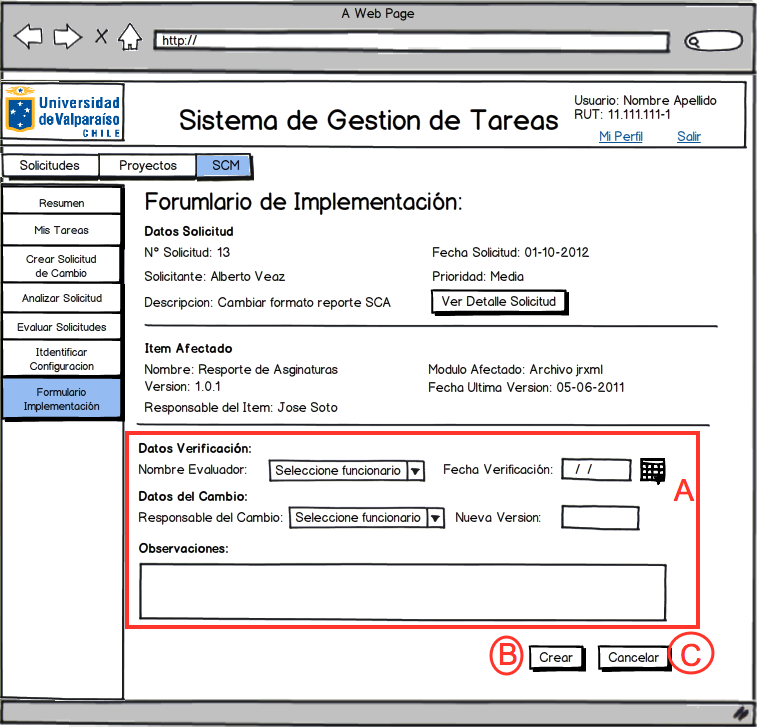 A Web Page
http://
Universidad
de Valparaíso
CHILE
Sistema de Gestion de Tareas
Usuario: Nombre Apellido
RUT: 11.111.111-1
Mi Perfil Salir
Solicitudes Proyectos SCM
Resumen
Mis Tareas
Crear Solicitud
de Cambio
Analizar Solicitud
Evaluar Solicitudes
Itdentificar
Configuracion
Formulario
Implementación
Forumlario de Implementación:
Datos Solicitud
N° Solicitud: 13 Fecha Solicitud: 01-10-2012
Solicitante: Alberto Veaz Prioridad: Media
Descripcion: Cambiar formato reporte SCA Ver Detalle Solicitud
Item Afectado
Nombre: Resporte de Asginaturas Modulo Afectado: Archivo jrxml
Version: 1.0.1 Fecha Ultima Version: 05-06-2011
Responsable del Item: Jose Soto
Datos Verificación:
Nombre Evaluador: Seleccione funcionario Fecha Verificación: / /
A
Datos del Cambio:
Responsable del Cambio: Seleccione funcionario Nueva Version:
Observaciones:
B Crear Cancelar C